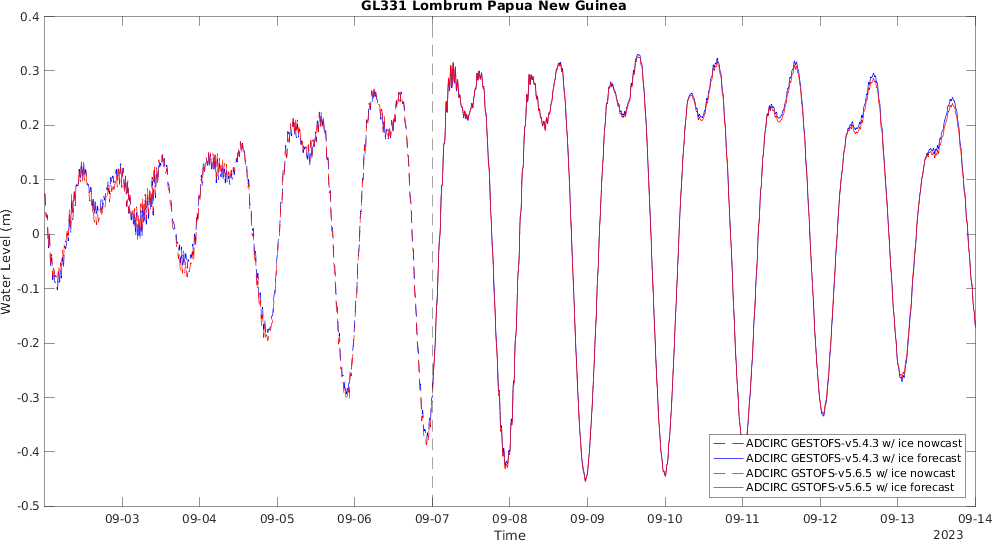 GL331 Lombrum Papua New Guinea
Water Level (m)
0.4
0.3
0.2
0.1
0
-0.1
-0.2
-0.3
-0.4
-0.5
ADCIRC GESTOFS-v5.4.3 w/ ice nowcast
ADCIRC GESTOFS-v5.4.3 w/ ice forecast
ADCIRC GSTOFS-v5.6.5 w/ ice nowcast
ADCIRC GSTOFS-v5.6.5 w/ ice forecast
09-03 09-04 09-05 09-06 09-07 09-08 09-09 09-10 09-11 09-12 09-13 09-14
Time
2023